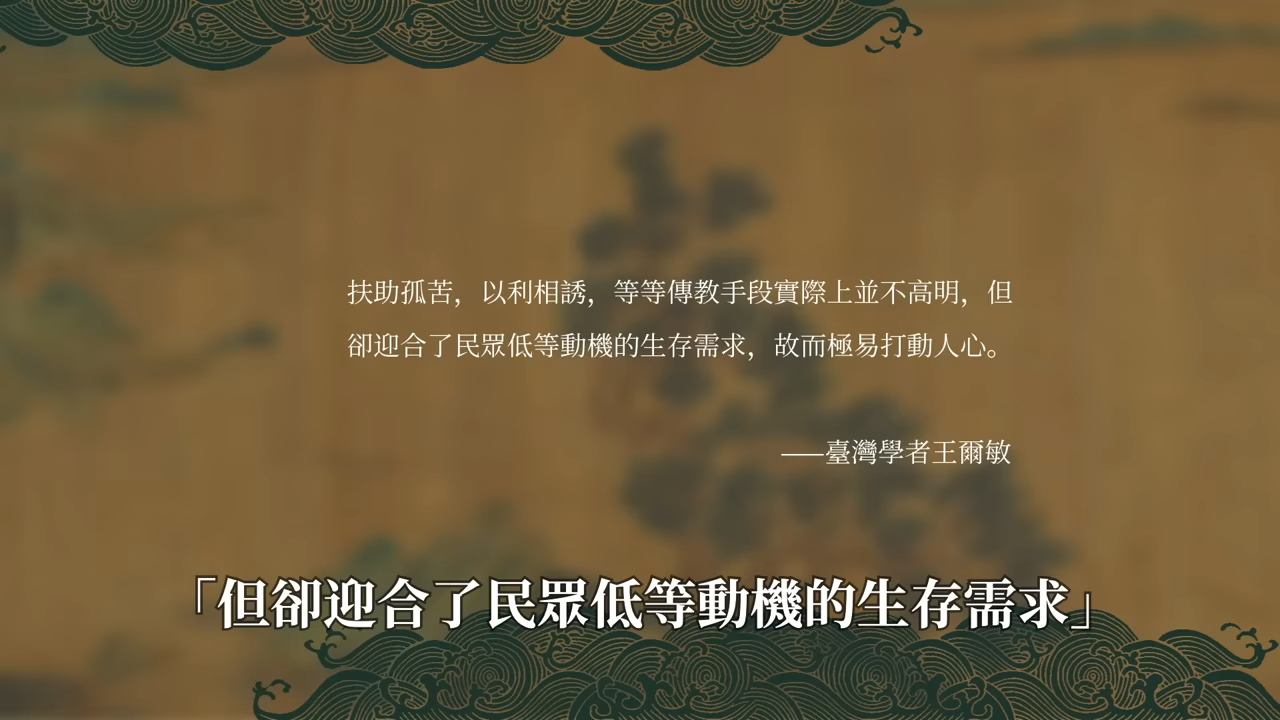 扶助孤苦，以利相誘，等等傳教手段實際上並不高明，但
卻迎合了民眾低等動機的生存需求，故而極易打動人心。
——臺灣學者王爾敏
「但卻迎合了民眾低等動機的生存需求」